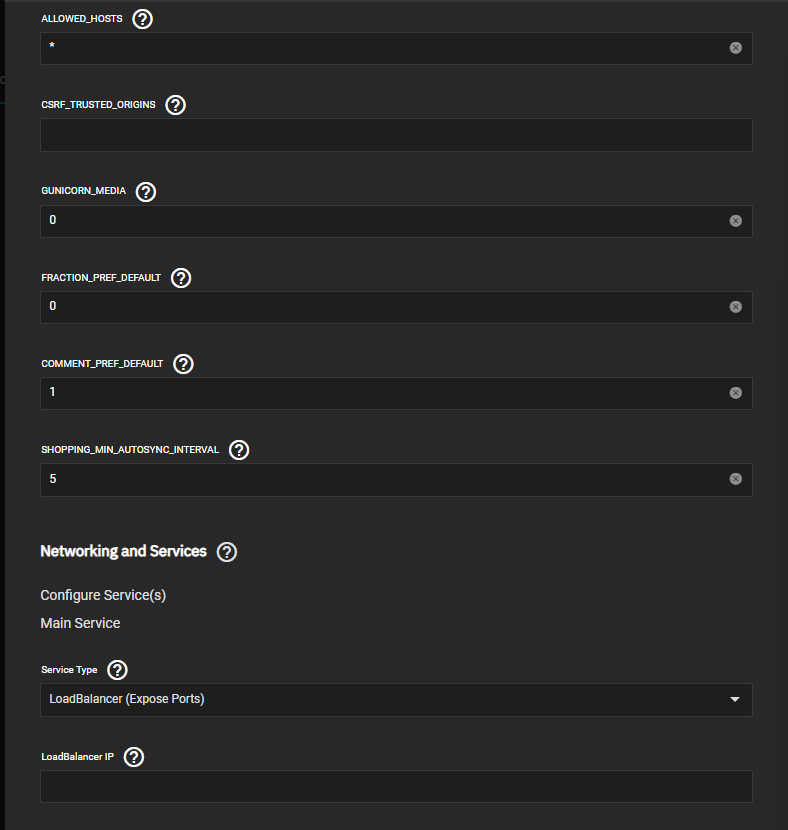 ALLOWED_HOSTS
*
CSRF_TRUSTED_ORIGINS
GUNICORN_MEDIA
0
FRACTION_PREF_DEFAULT
0
COMMENT_PREF_DEFAULT
1
SHOPPING_MIN_AUTOSYNC_INTERVAL
5
Networking and Services
Configure Service(s)
Main Service
Service Type
LoadBalancer (Expose Ports)
LoadBalancer IP